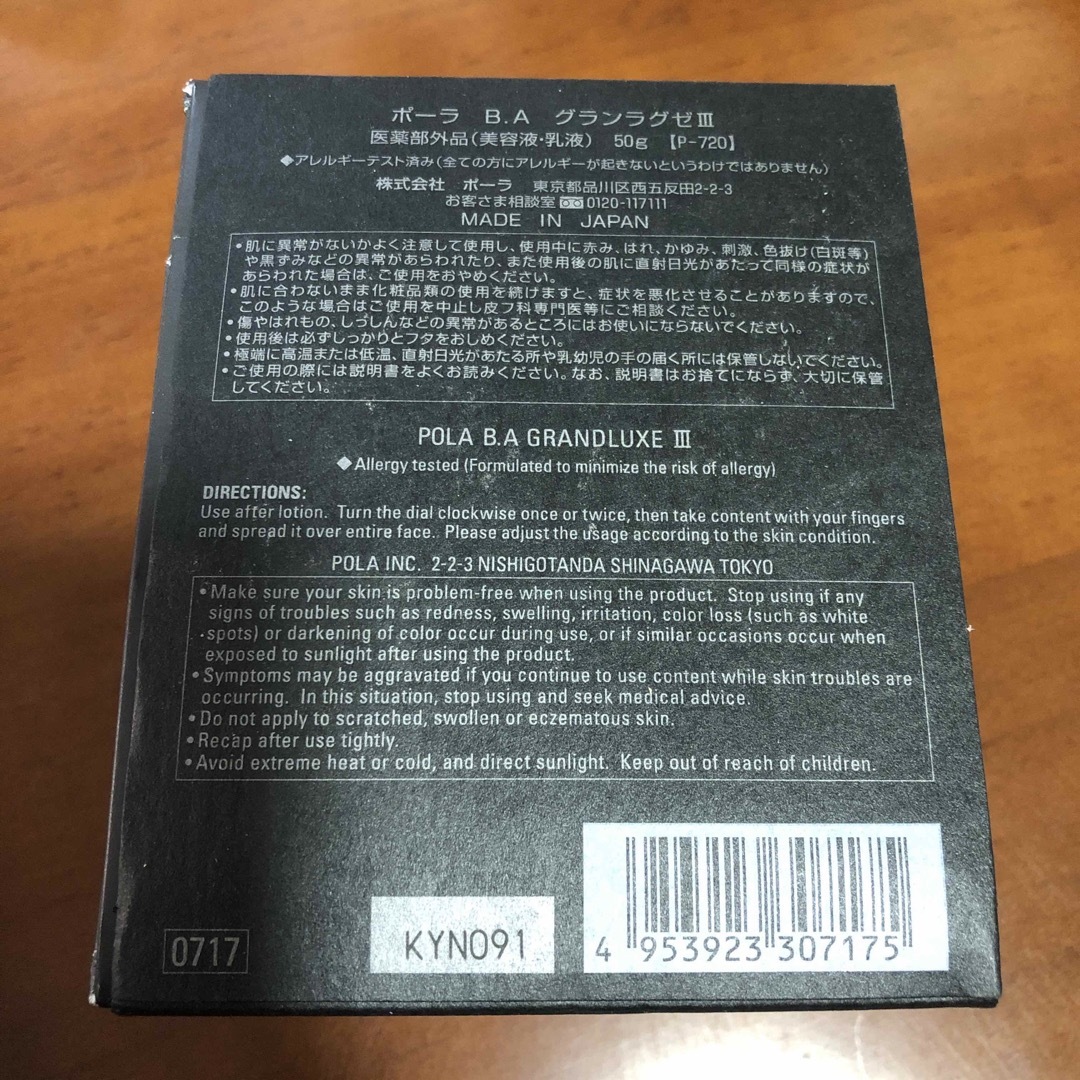 ポーラ B.A グランラグゼⅢ
医薬部外品(美容液・乳液) 50g 【P-720】
◆アレルギーテスト済み(全ての方にアレルギーが起きないというわけではありません)
株式会社 ポーラ 東京都品川区西五反田2-2-3
お客さま相談室 0120-117111
MADE IN JAPAN
・肌に異常がないかよく注意して使用し、使用中に赤み、はれ、かゆみ、刺激、色抜け(白斑等)
や黒ずみなどの異常があらわれたり、また使用後の肌に直射日光があたって同様の症状が
あらわれた場合は、ご使用をおやめください。
・肌に合わないまま化粧品類の使用を続けますと、症状を悪化させることがありますので、
このような場合はご使用を中止し皮フ科専門医等にご相談ください。
・傷やはれもの、しっしんなどの異常があるところにはお使いにならないでください。
・使用後は必ずしっかりとフタをおしめください。
・極端に高温または低温、直射日光があたる所や乳幼児の手の届く所には保管しないでください。
・ご使用の際には説明書をよくお読みください。なお、説明書はお捨てにならず、大切に保管
してください。
POLA B.A GRANDLUXE Ⅲ
◆Allergy tested (Formulated to minimize the risk of allergy)
DIRECTIONS:
Use after lotion. Turn the dial clockwise once or twice, then take content with your fingers
and spread it over entire face. Please adjust the usage according to the skin condition.
POLA INC. 2-2-3 NISHIGOTANDA SHINAGAWA TOKYO
•Make sure your skin is problem-free when using the product. Stop using if any
signs of troubles such as redness, swelling, irritation, color loss (such as white
spots) or darkening of color occur during use, or if similar occasions occur when
exposed to sunlight after using the product.
•Symptoms may be aggravated if you continue to use content while skin troubles are
occurring. In this situation, stop using and seek medical advice.
•Do not apply to scratched, swollen or eczematous skin.
•Recap after use tightly.
•Avoid extreme heat or cold, and direct sunlight. Keep out of reach of children.
0717
KYN091
4 953923 307175